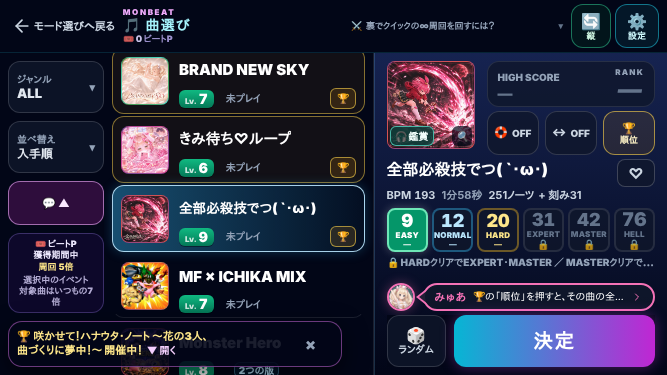 ← モード選びへ戻る
MONBEAT
🎵 曲選び
🎟 0 ビートP
⚔ 裏でクイックの∞周回を回すには? ▼
縦
設定
ジャンル
ALL ▼
並べ替え
入手順 ▼
💬 ▲
🎟 ビートP
獲得期間中
周回 5倍
選択中のイベント
対象曲はいつもの7
倍
BRAND NEW SKY
Lv. 7 未プレイ
きみ待ち♡ループ
Lv. 6 未プレイ
全部必殺技でつ(｀･ω･)
Lv. 9 未プレイ
MF × ICHIKA MIX
Lv. 7 未プレイ
Monster Hero
Lv. 8 2つの版
🏆 咲かせて!ハナウタ・ノート 〜花の3人、
曲づくりに夢中!〜 開催中! ▼ 開く
✖
🎧 鑑賞
HIGH SCORE RANK
— —
OFF
↔ OFF
🏆
順位
全部必殺技でつ(｀･ω･)
♡
BPM 193 1分58秒 251ノーツ + 刻み31
9 EASY —
12 NORMAL —
20 HARD —
31 EXPERT 🔒
42 MASTER 🔒
76 HELL 🔒
🔒 HARDクリアでEXPERT・MASTER ／ MASTERクリアで…
みゅあ 🏆の「順位」を押すと、その曲の全…
ランダム
決定